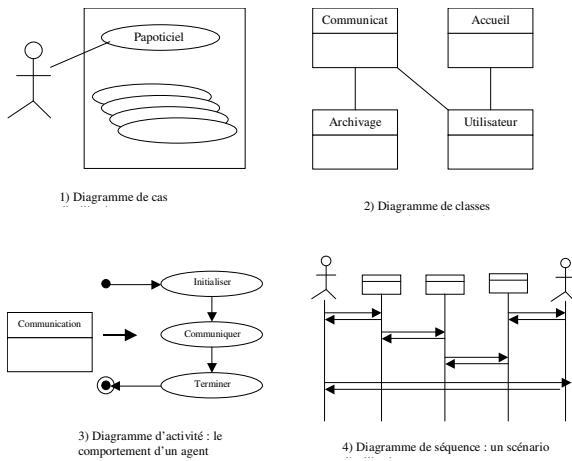 Papoticiel
1) Diagramme de cas
Communicat
Accueil
Archivage
Utilisateur
2) Diagramme de classes
Communication
Initialiser
Communiquer
Terminer
3) Diagramme d'activité : le
comportement d'un agent
4) Diagramme de séquence : un scénario